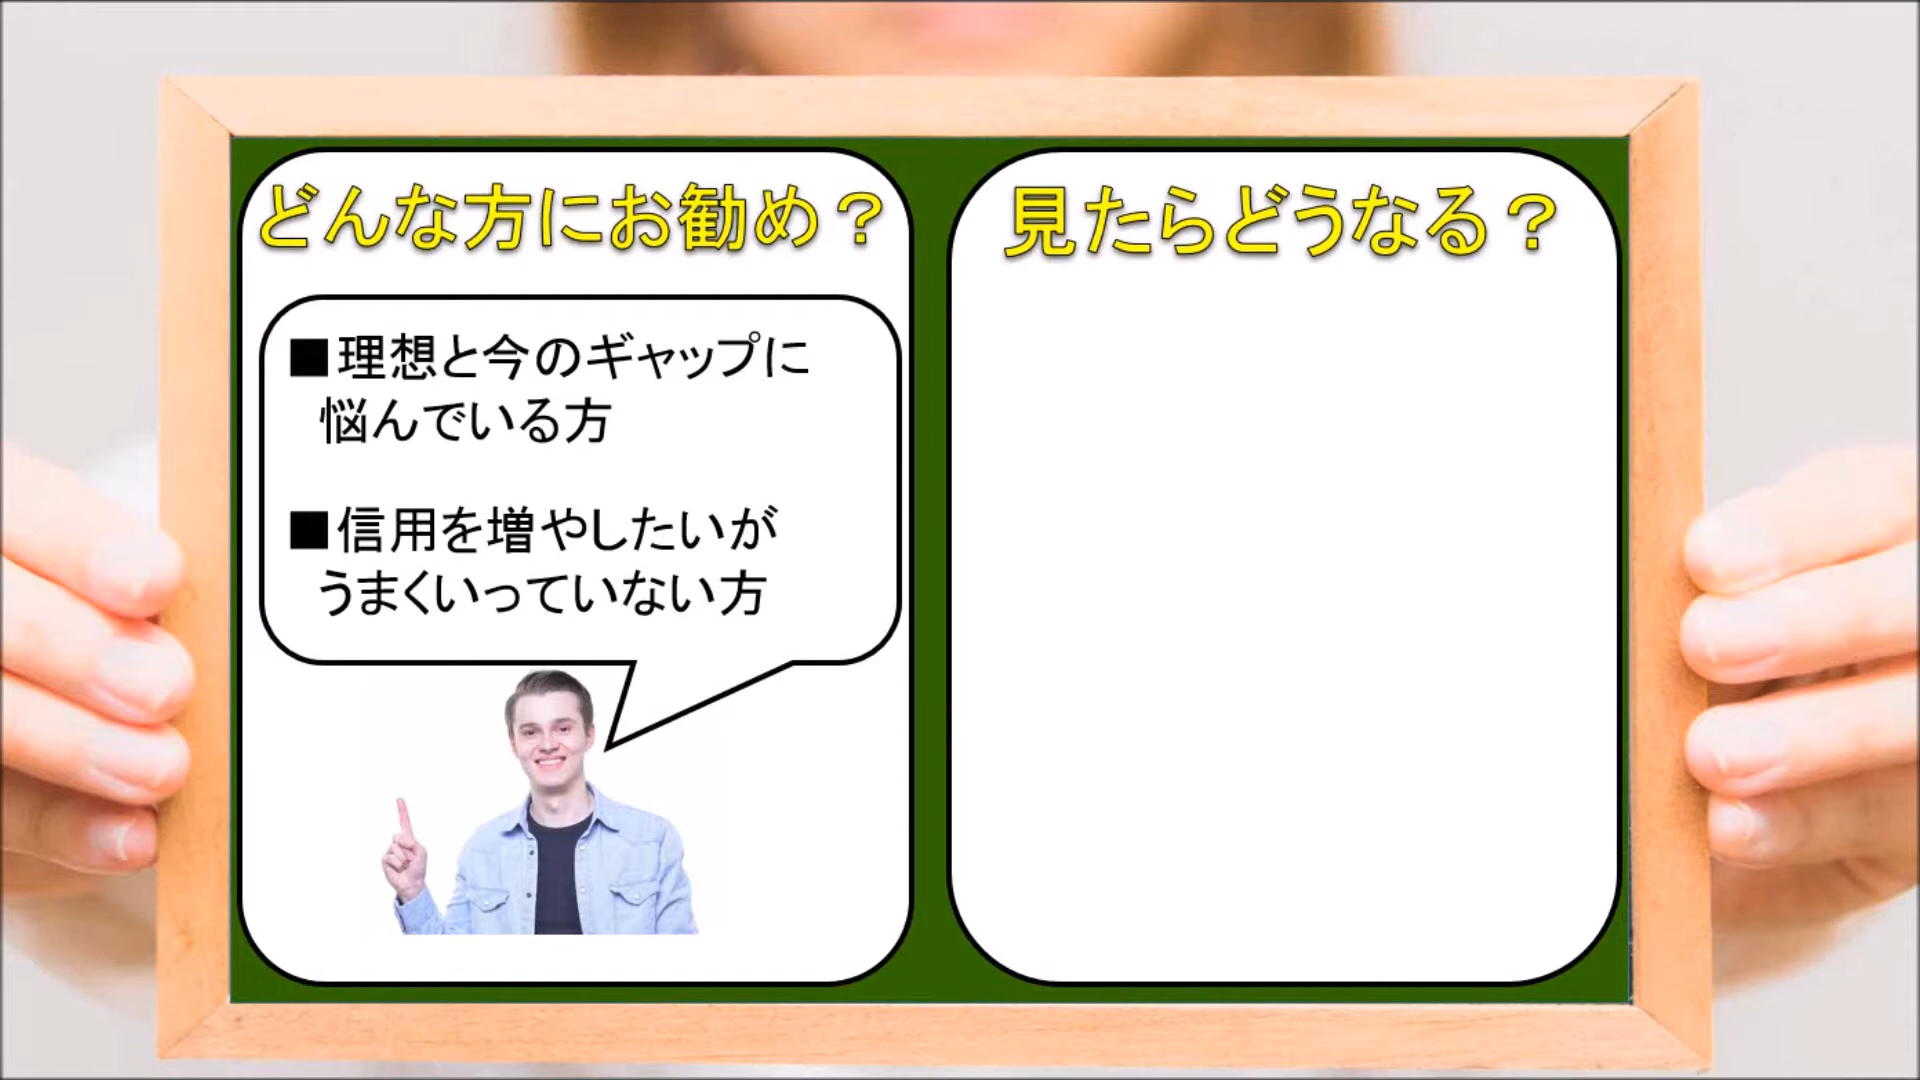 どんな方にお勧め？
■理想と今のギャップに
悩んでいる方
■信用を増やしたいが
うまくいっていない方
見たらどうなる？